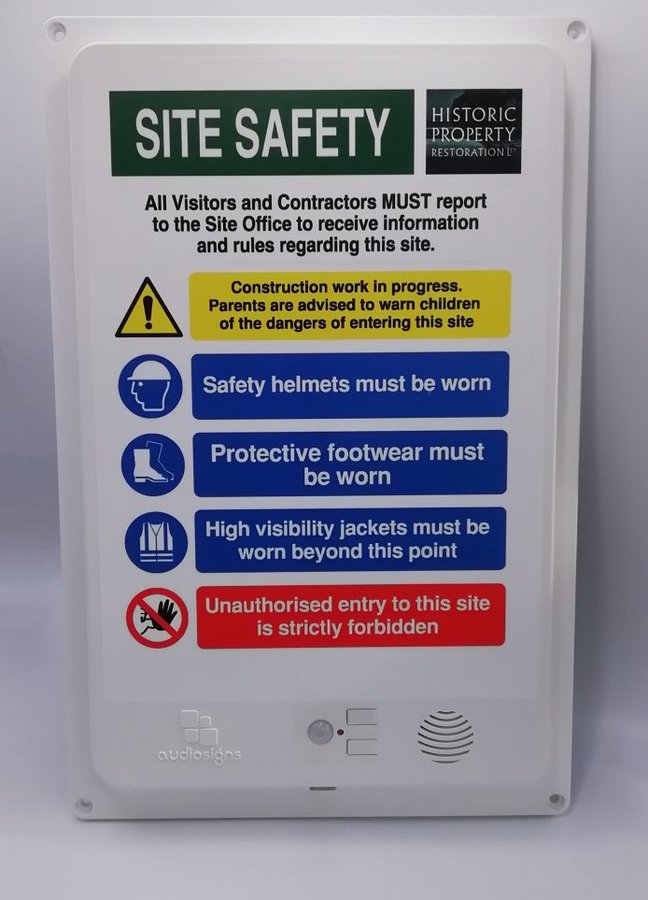 SITE SAFETY
HISTORIC
PROPERTY
RESTORATION LTD
All Visitors and Contractors MUST report
to the Site Office to receive information
and rules regarding this site.
Construction work in progress.
Parents are advised to warn children
of the dangers of entering this site
Safety helmets must be worn
Protective footwear must
be worn
High visibility jackets must be
worn beyond this point
Unauthorised entry to this site
is strictly forbidden
audiosigns